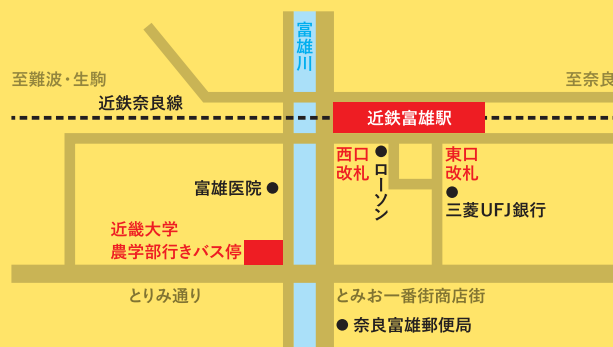 富雄川
至難波・生駒
至奈良
近鉄奈良線
近鉄富雄駅
西口
改札
ローソン
東口
改札
富雄医院
三菱UFJ銀行
近畿大学
農学部行きバス停
とりみ通り
とみお一番街商店街
奈良富雄郵便局